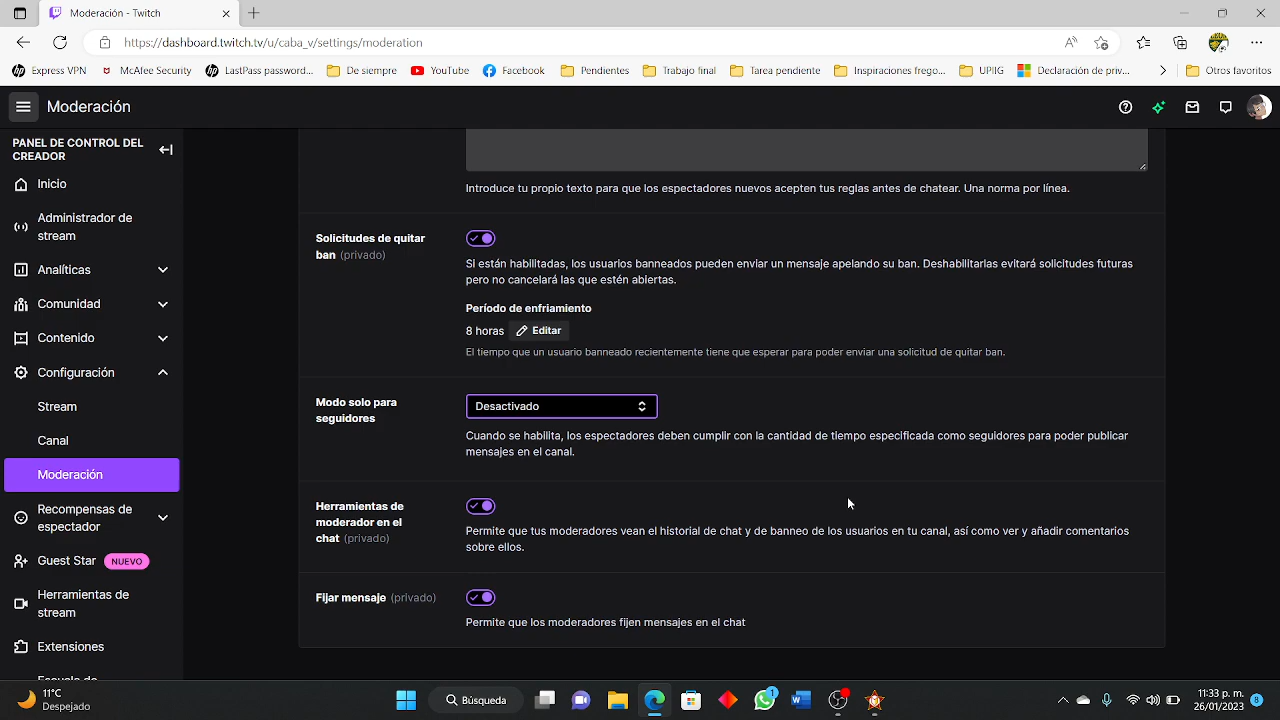 Moderación - Twitch
https://dashboard.twitch.tv/u/caba_v/settings/moderation
Express VPN
McAfee Security
LastPass password...
De siempre
YouTube
Facebook
Pendientes
Trabajo final
Tarea pendiente
Inspiraciones frego...
UPIIG
Declaración de priv...
Otros favoritos
Moderación
PANEL DE CONTROL DEL
CREADOR
Inicio
Administrador de
stream
Analíticas
Comunidad
Contenido
Configuración
Stream
Canal
Moderación
Recompensas de
espectador
Guest Star NUEVO
Herramientas de
stream
Extensiones
Escuela de
Introduce tu propio texto para que los espectadores nuevos acepten tus reglas antes de chatear. Una norma por línea.
Solicitudes de quitar
ban (privado)
Si están habilitadas, los usuarios banneados pueden enviar un mensaje apelando su ban. Deshabilitarlas evitará solicitudes futuras
pero no cancelará las que estén abiertas.
Período de enfriamiento
8 horas Editar
El tiempo que un usuario banneado recientemente tiene que esperar para poder enviar una solicitud de quitar ban.
Modo solo para
seguidores
Desactivado
Cuando se habilita, los espectadores deben cumplir con la cantidad de tiempo especificada como seguidores para poder publicar
mensajes en el canal.
Herramientas de
moderador en el
chat (privado)
Permite que tus moderadores vean el historial de chat y de banneo de los usuarios en tu canal, así como ver y añadir comentarios
sobre ellos.
Fijar mensaje (privado)
Permite que los moderadores fijen mensajes en el chat
11°C
Despejado
Búsqueda
1
11:33 p. m.
26/01/2023
8